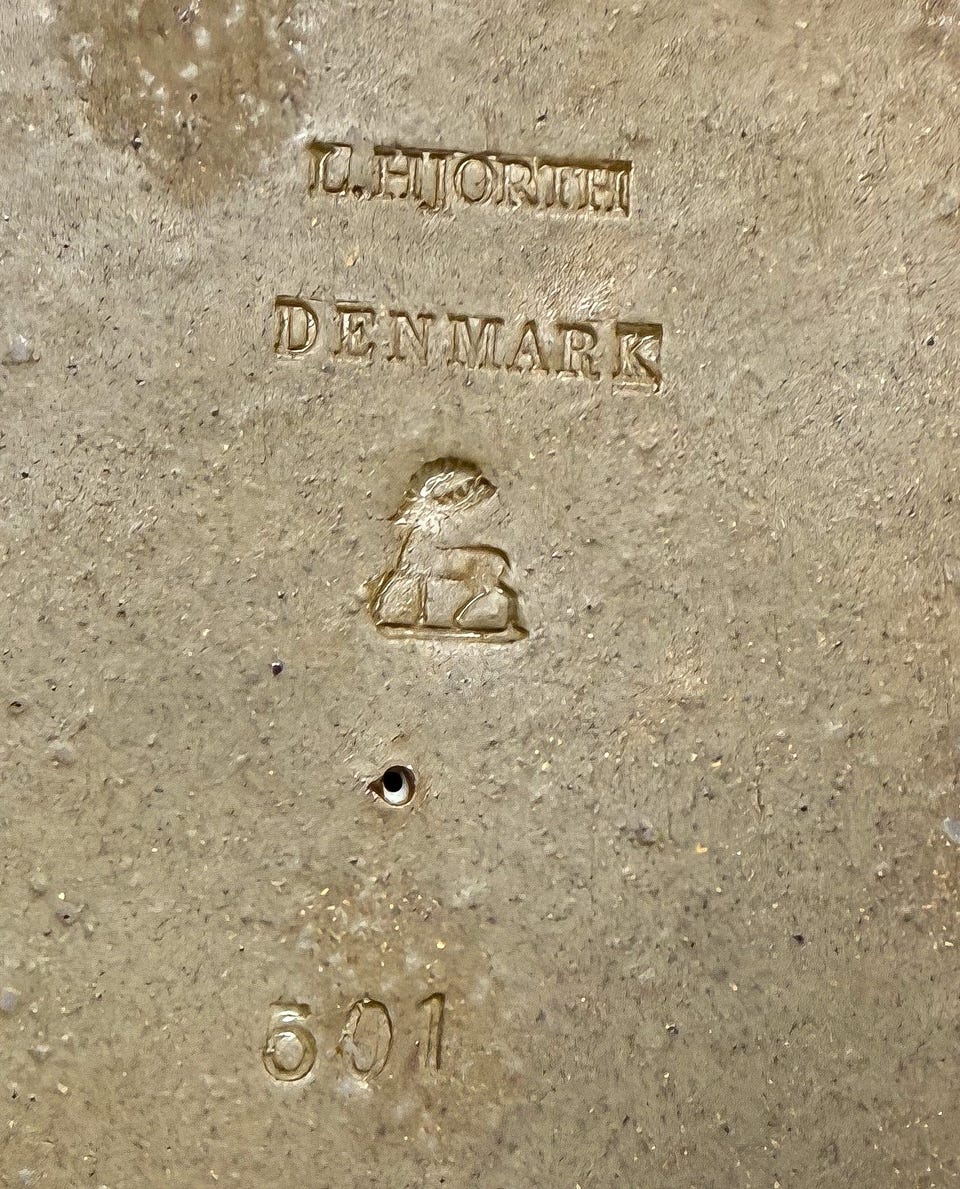 L. HJORTH
DENMARK
501